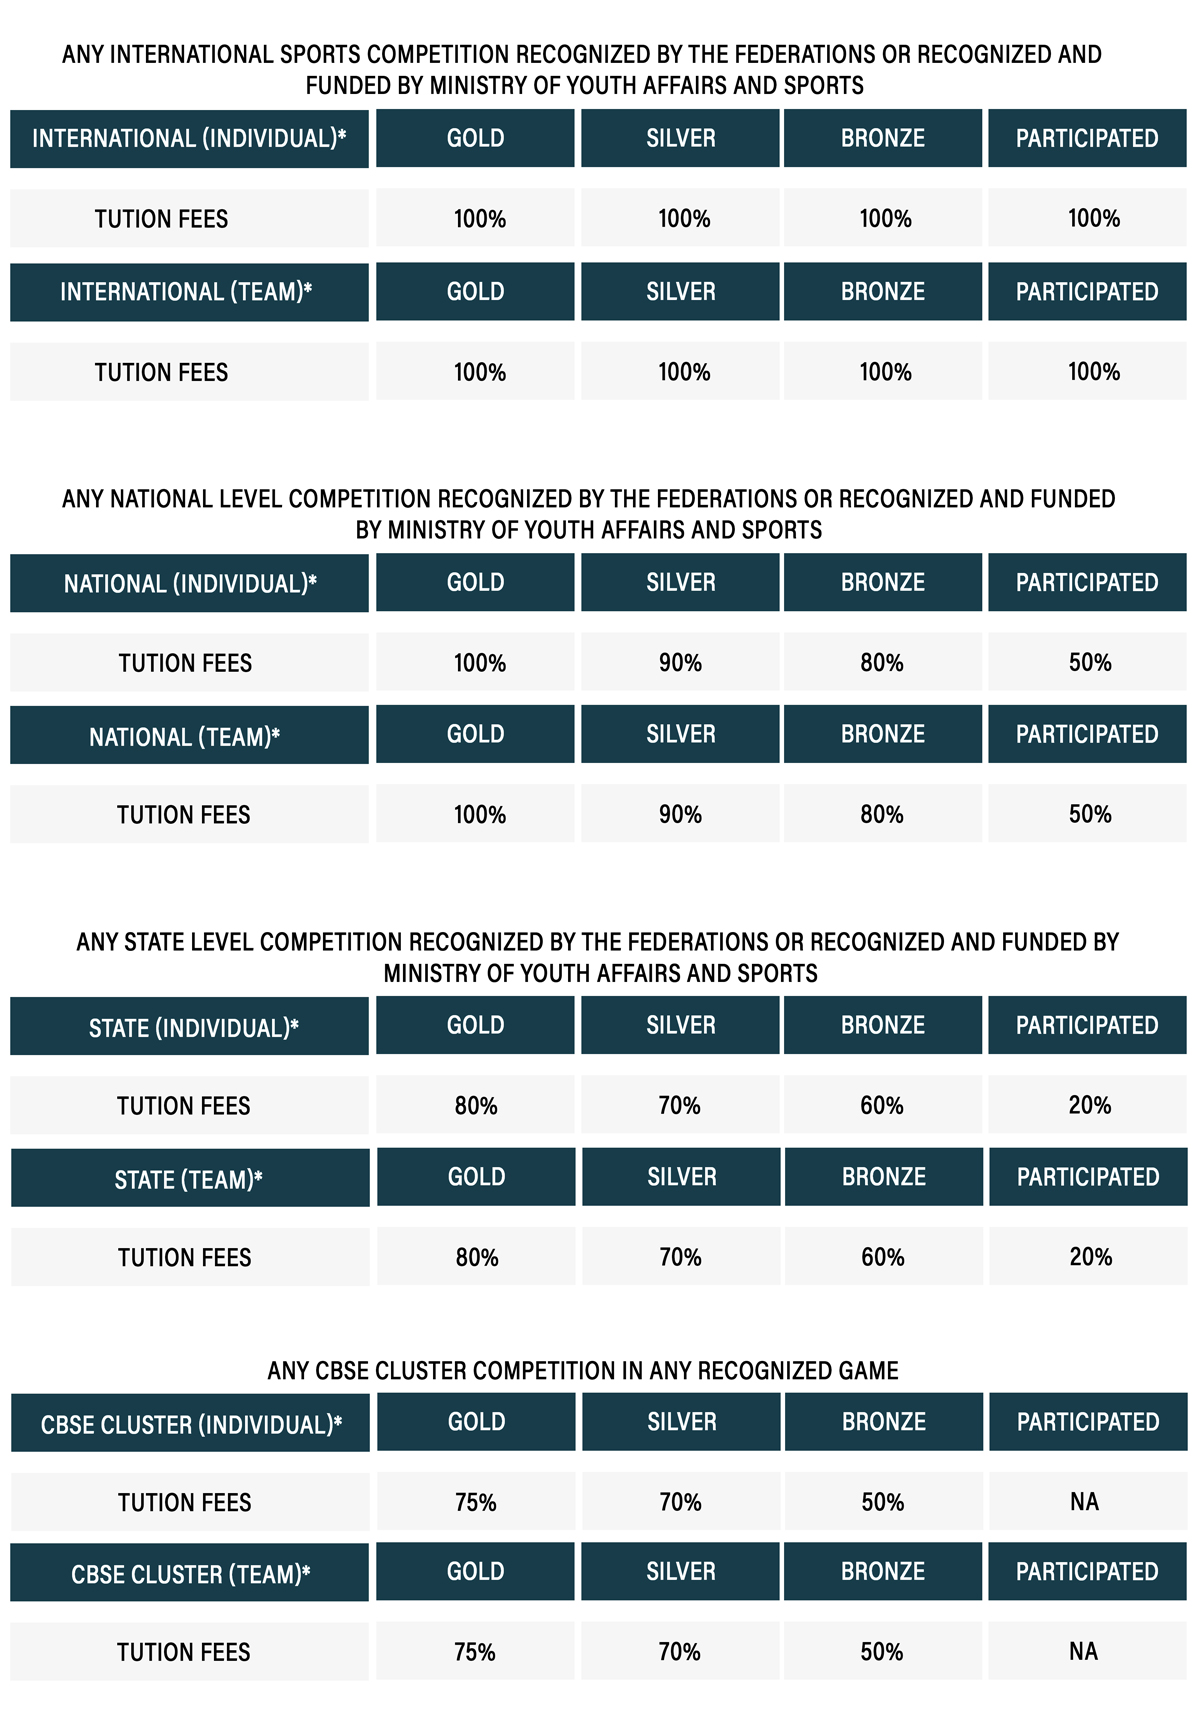 ANY INTERNATIONAL SPORTS COMPETITION RECOGNIZED BY THE FEDERATIONS OR RECOGNIZED AND
FUNDED BY MINISTRY OF YOUTH AFFAIRS AND SPORTS
INTERNATIONAL (INDIVIDUAL)* GOLD SILVER BRONZE PARTICIPATED
TUTION FEES 100% 100% 100% 100%
INTERNATIONAL (TEAM)* GOLD SILVER BRONZE PARTICIPATED
TUTION FEES 100% 100% 100% 100%
ANY NATIONAL LEVEL COMPETITION RECOGNIZED BY THE FEDERATIONS OR RECOGNIZED AND FUNDED
BY MINISTRY OF YOUTH AFFAIRS AND SPORTS
NATIONAL (INDIVIDUAL)* GOLD SILVER BRONZE PARTICIPATED
TUTION FEES 100% 90% 80% 50%
NATIONAL (TEAM)* GOLD SILVER BRONZE PARTICIPATED
TUTION FEES 100% 90% 80% 50%
ANY STATE LEVEL COMPETITION RECOGNIZED BY THE FEDERATIONS OR RECOGNIZED AND FUNDED BY
MINISTRY OF YOUTH AFFAIRS AND SPORTS
STATE (INDIVIDUAL)* GOLD SILVER BRONZE PARTICIPATED
TUTION FEES 80% 70% 60% 20%
STATE (TEAM)* GOLD SILVER BRONZE PARTICIPATED
TUTION FEES 80% 70% 60% 20%
ANY CBSE CLUSTER COMPETITION IN ANY RECOGNIZED GAME
CBSE CLUSTER (INDIVIDUAL)* GOLD SILVER BRONZE PARTICIPATED
TUTION FEES 75% 70% 50% NA
CBSE CLUSTER (TEAM)* GOLD SILVER BRONZE PARTICIPATED
TUTION FEES 75% 70% 50% NA